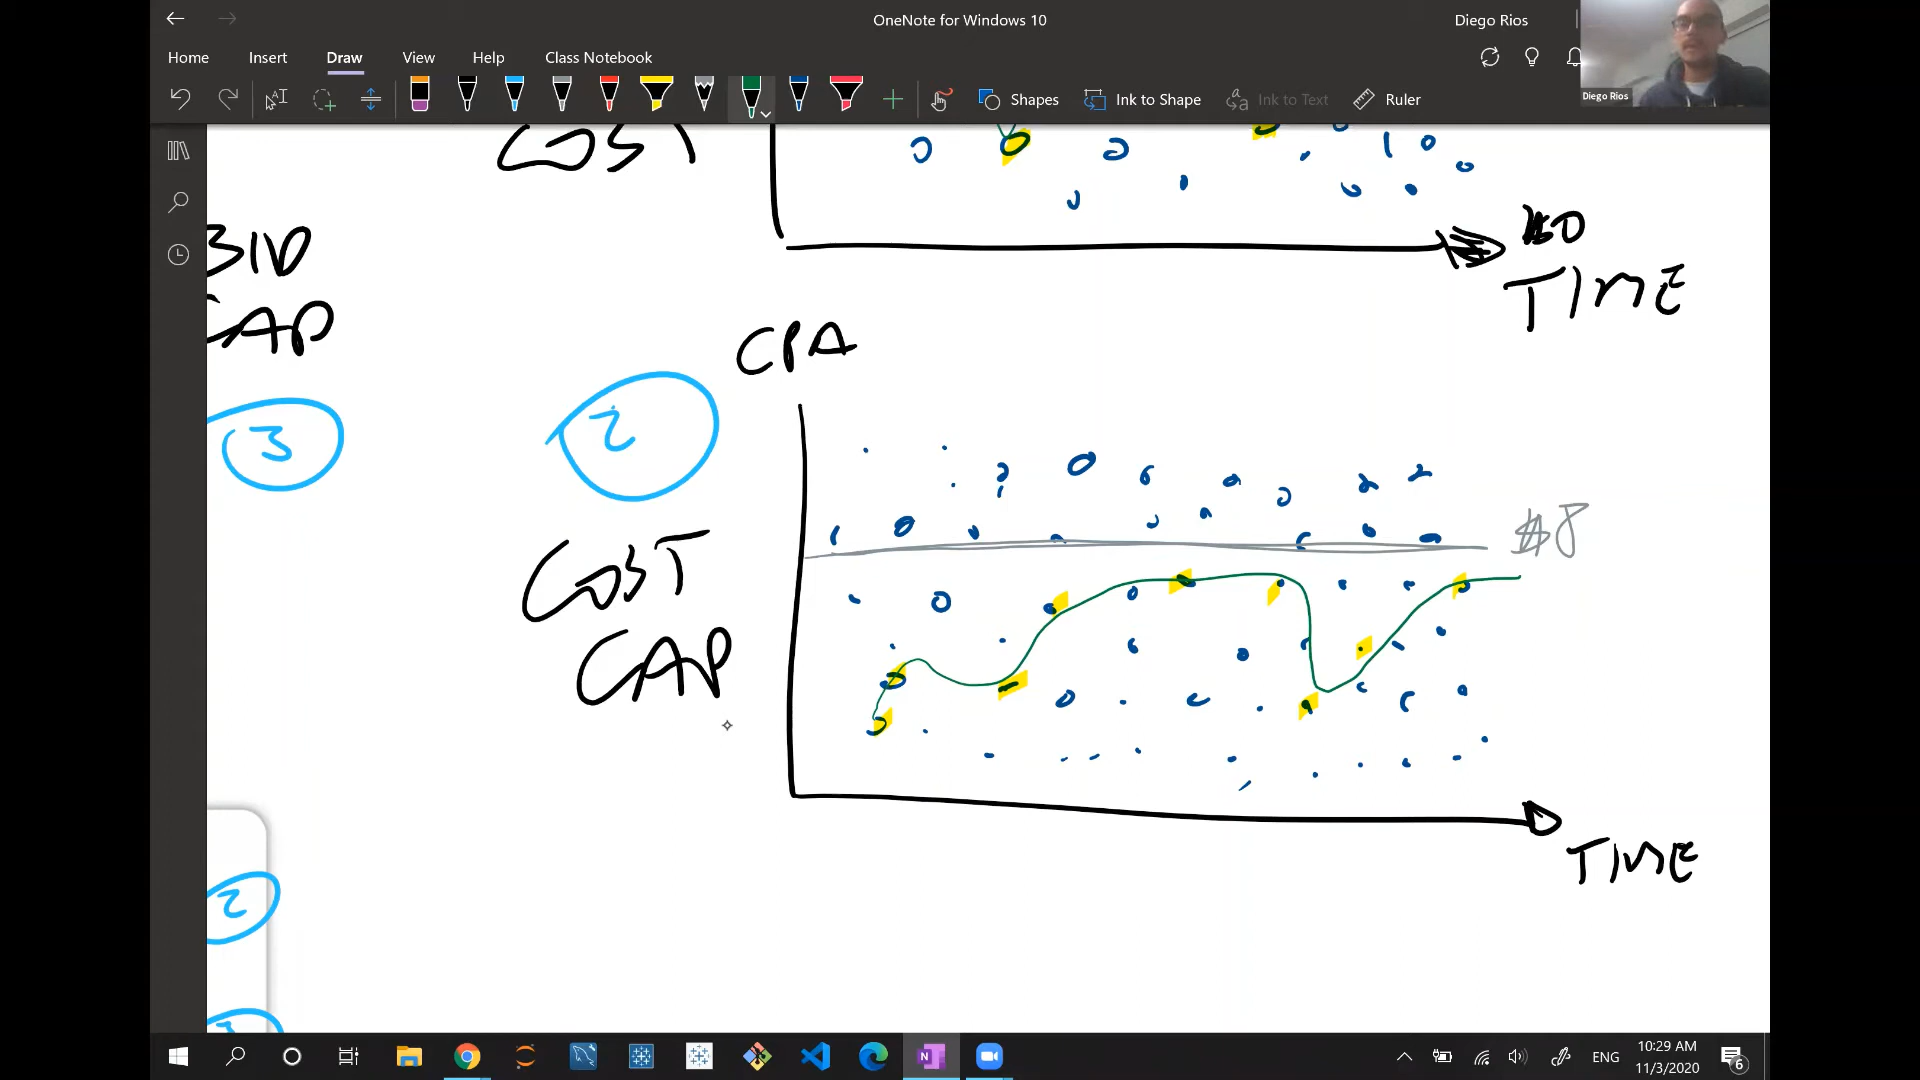 OneNote for Windows 10
Diego Rios
Home Insert Draw View Help Class Notebook
Shapes Ink to Shape Ink to Text Ruler
Diego Rios
COST
TIME
BID
CAP
CPA
3
2
$8
COST
CAP
TIME
2
ENG
10:29 AM
11/3/2020
6